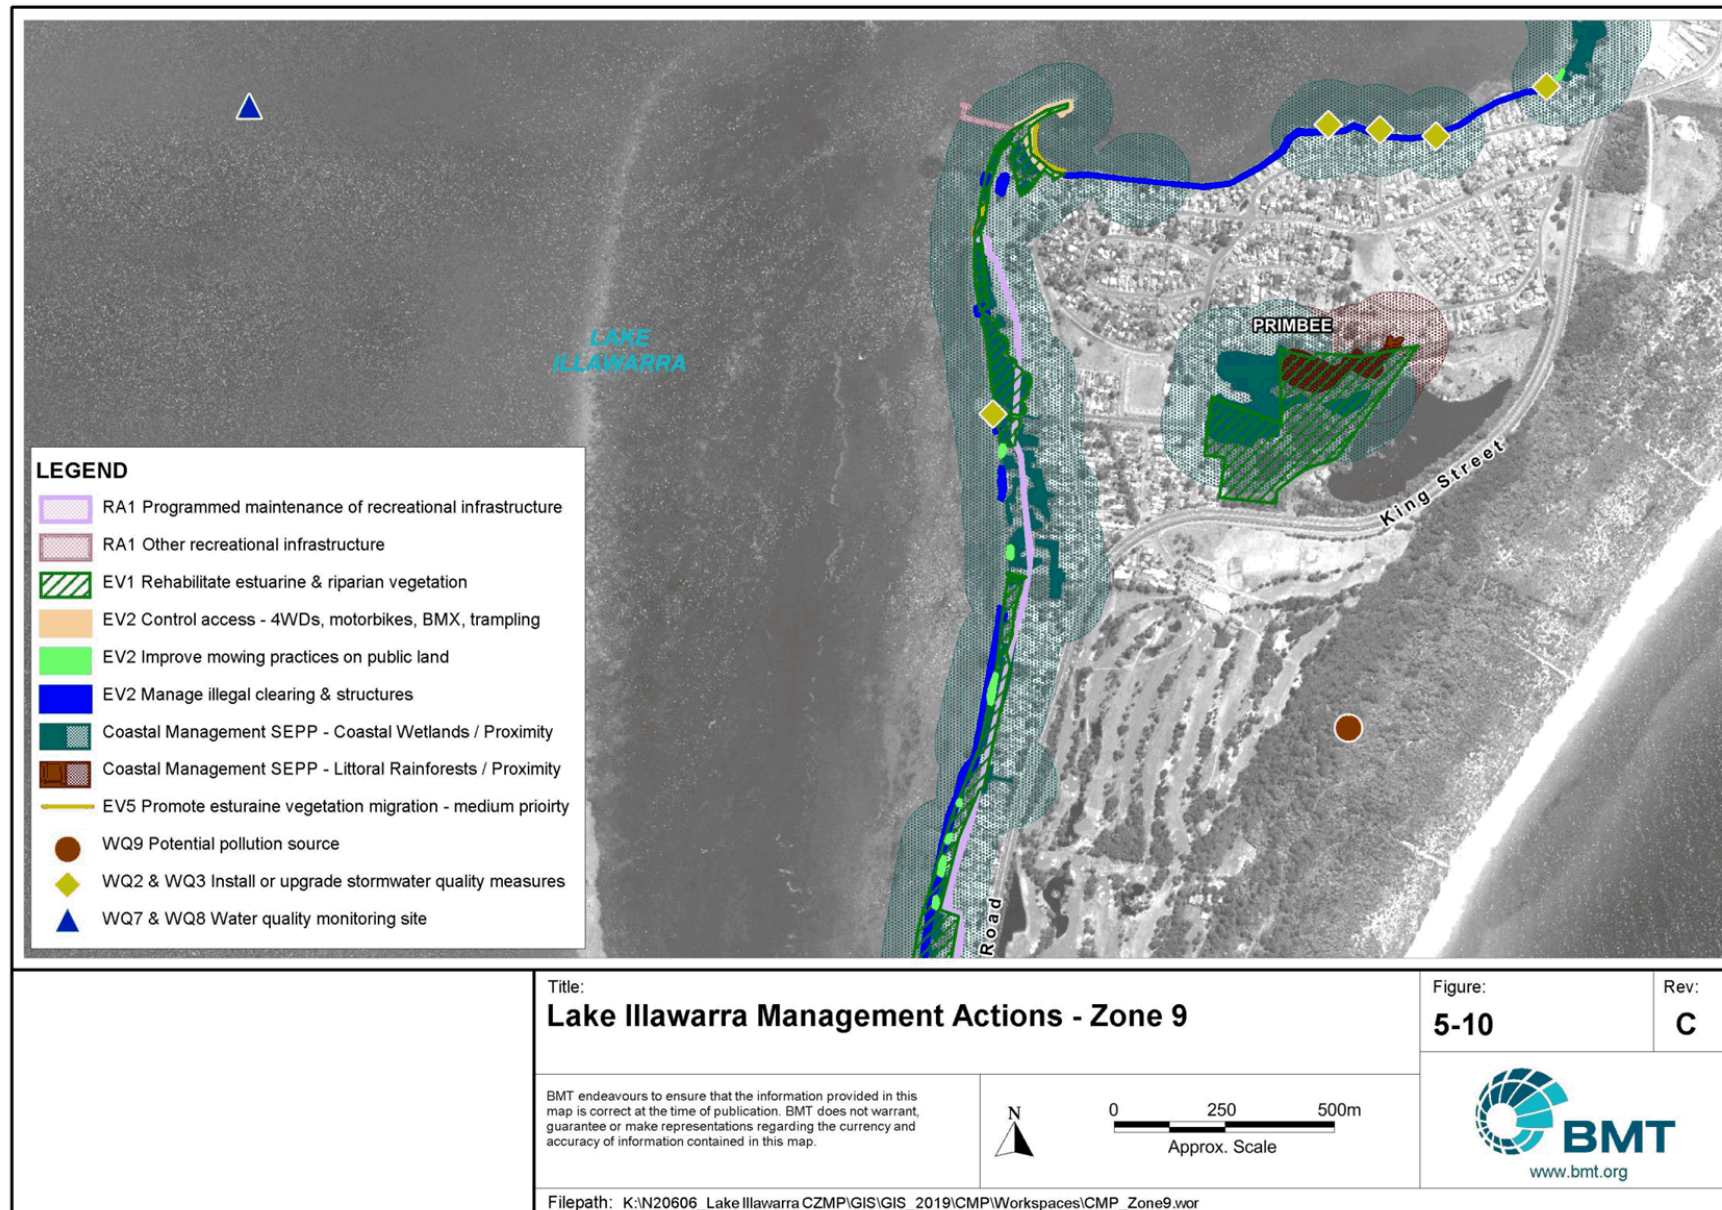 LAKE
ILLAWARRA
PRIMBEE
King Street
Road
LEGEND
RA1 Programmed maintenance of recreational infrastructure
RA1 Other recreational infrastructure
EV1 Rehabilitate estuarine & riparian vegetation
EV2 Control access - 4WDs, motorbikes, BMX, trampling
EV2 Improve mowing practices on public land
EV2 Manage illegal clearing & structures
Coastal Management SEPP - Coastal Wetlands / Proximity
Coastal Management SEPP - Littoral Rainforests / Proximity
EV5 Promote esturaine vegetation migration - medium prioirty
WQ9 Potential pollution source
WQ2 & WQ3 Install or upgrade stormwater quality measures
WQ7 & WQ8 Water quality monitoring site
Title:
Lake Illawarra Management Actions - Zone 9
Figure:
5-10
Rev:
C
BMT endeavours to ensure that the information provided in this
map is correct at the time of publication. BMT does not warrant,
guarantee or make representations regarding the currency and
accuracy of information contained in this map.
N
0 250 500m
Approx. Scale
BMT
www.bmt.org
Filepath: K:\N20606_Lake Illawarra CZMP\GIS\GIS_2019\CMP\Workspaces\CMP_Zone9.wor